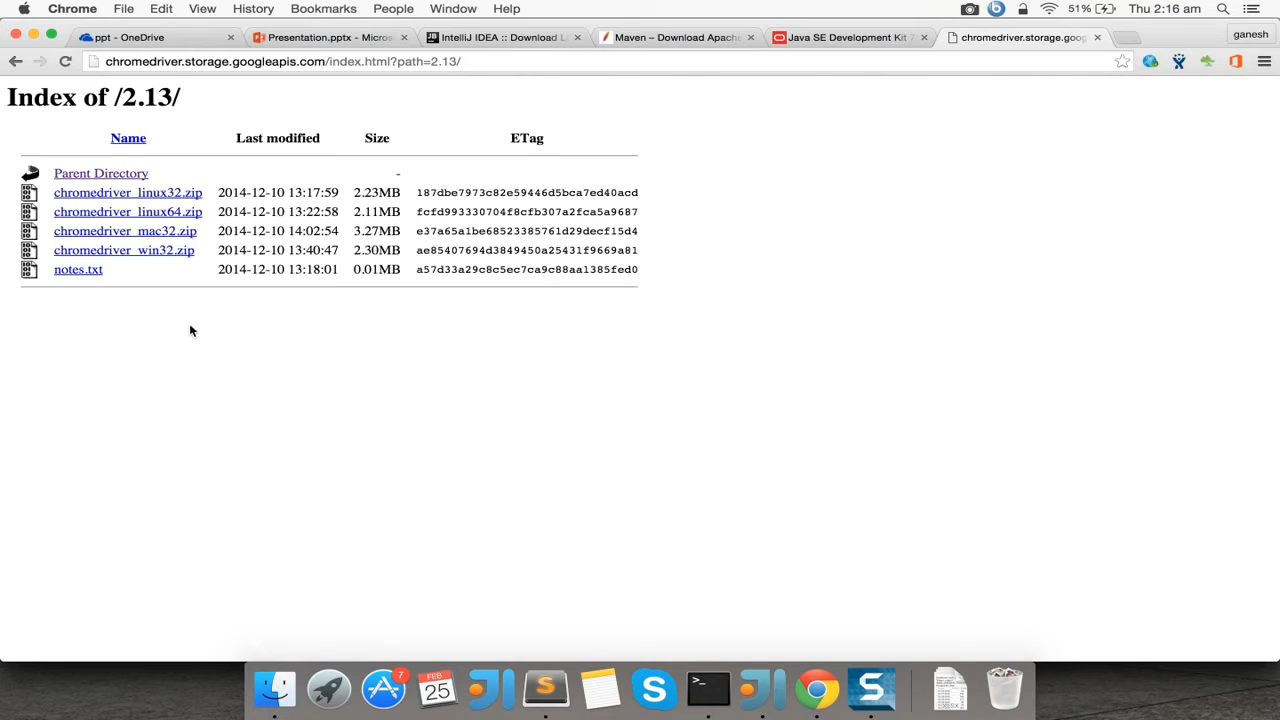 Chrome File Edit View History Bookmarks People Window Help 51% Thu 2:16 am
ppt - OneDrive Presentation.pptx - Micros IntelliJ IDEA :: Download L Maven – Download Apache Java SE Development Kit 7 chromedriver.storage.goog ganesh
chromedriver.storage.googleapis.com/index.html?path=2.13/
Index of /2.13/
Name Last modified Size ETag
Parent Directory -
chromedriver_linux32.zip 2014-12-10 13:17:59 2.23MB 187dbe7973c82e59446d5bca7ed40acd
chromedriver_linux64.zip 2014-12-10 13:22:58 2.11MB fcfd993330704f8cfb307a2fca5a9687
chromedriver_mac32.zip 2014-12-10 14:02:54 3.27MB e37a65a1be68523385761d29decf15d4
chromedriver_win32.zip 2014-12-10 13:40:47 2.30MB ae85407694d3849450a25431f9669a81
notes.txt 2014-12-10 13:18:01 0.01MB a57d33a29c8c5ec7ca9c88aa1385fed0
7
FEB
25